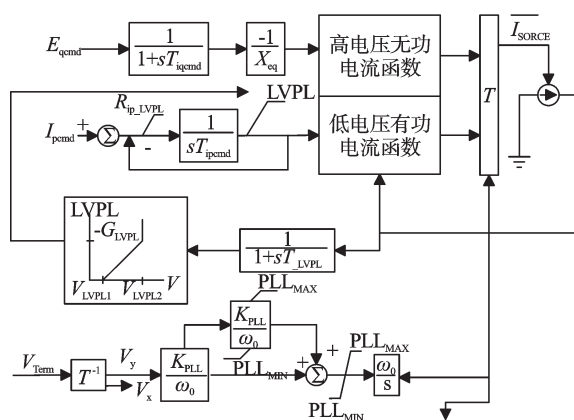 E_qcmd
1
1+sT_iqcmd
-1
X_eq
高电压无功
电流函数
T
I_SORCE
R_ip_LVPL
LVPL
I_pcmd
+
Σ
-
1
sT_ipcmd
低电压有功
电流函数
LVPL
-G_LVPL
V_LVPL1
V_LVPL2
V
1
1+sT_LVPL
PLL_MAX
K_PLL
ω_0
PLL_MIN
V_Term
T^-1
V_y
V_x
K_PLL
ω_0
+
+
Σ
PLL_MAX
PLL_MIN
ω_0
s